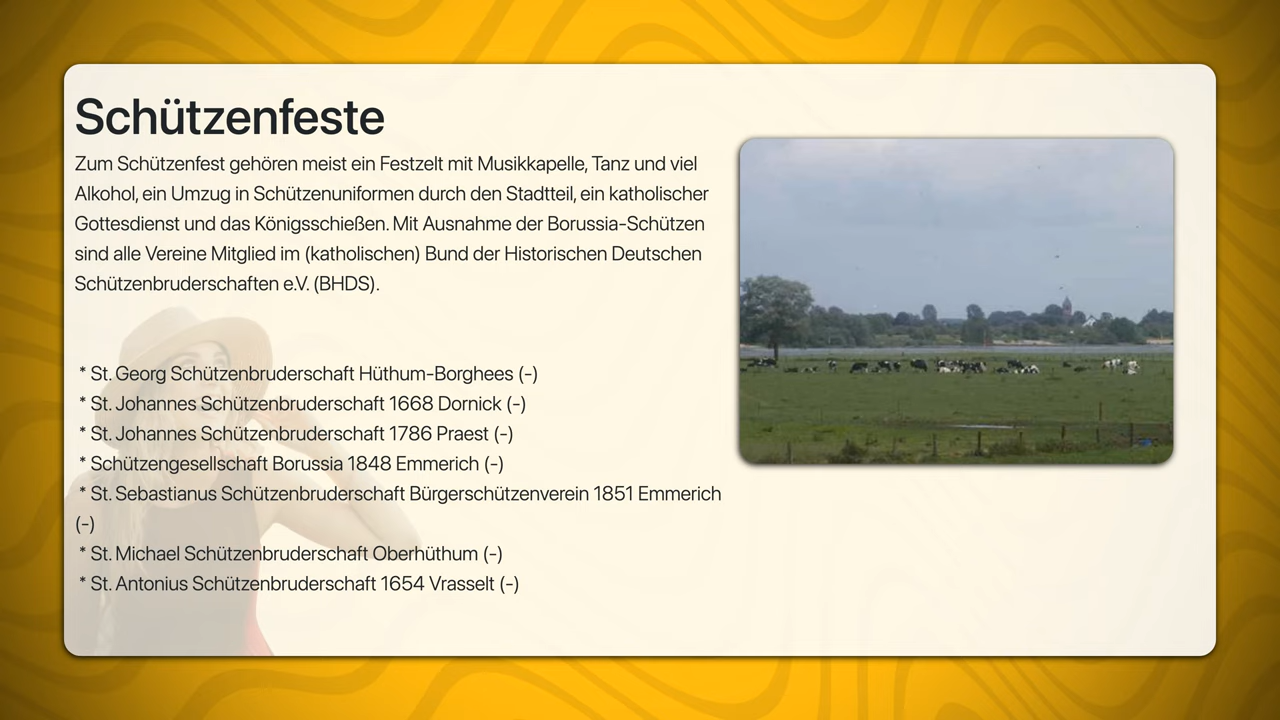 Schützenfeste
Zum Schützenfest gehören meist ein Festzelt mit Musikkapelle, Tanz und viel
Alkohol, ein Umzug in Schützenuniformen durch den Stadtteil, ein katholischer
Gottesdienst und das Königsschießen. Mit Ausnahme der Borussia-Schützen
sind alle Vereine Mitglied im (katholischen) Bund der Historischen Deutschen
Schützenbruderschaften e.V. (BHDS).
* St. Georg Schützenbruderschaft Hüthum-Borghees (-)
* St. Johannes Schützenbruderschaft 1668 Dornick (-)
* St. Johannes Schützenbruderschaft 1786 Praest (-)
* Schützengesellschaft Borussia 1848 Emmerich (-)
* St. Sebastianus Schützenbruderschaft Bürgerschützenverein 1851 Emmerich
(-)
* St. Michael Schützenbruderschaft Oberhüthum (-)
* St. Antonius Schützenbruderschaft 1654 Vrasselt (-)